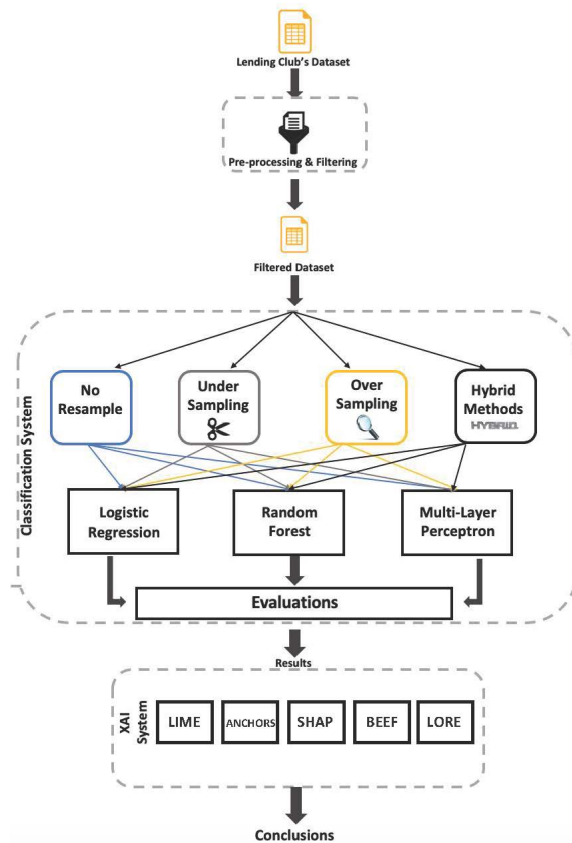 Lending Club's Dataset
Pre-processing & Filtering
Filtered Dataset
Classification System
No
Resample
Under
Sampling
Over
Sampling
Hybrid
Methods
HYBRID
Logistic
Regression
Random
Forest
Multi-Layer
Perceptron
Evaluations
Results
XAI
System
LIME
ANCHORS
SHAP
BEEF
LORE
Conclusions